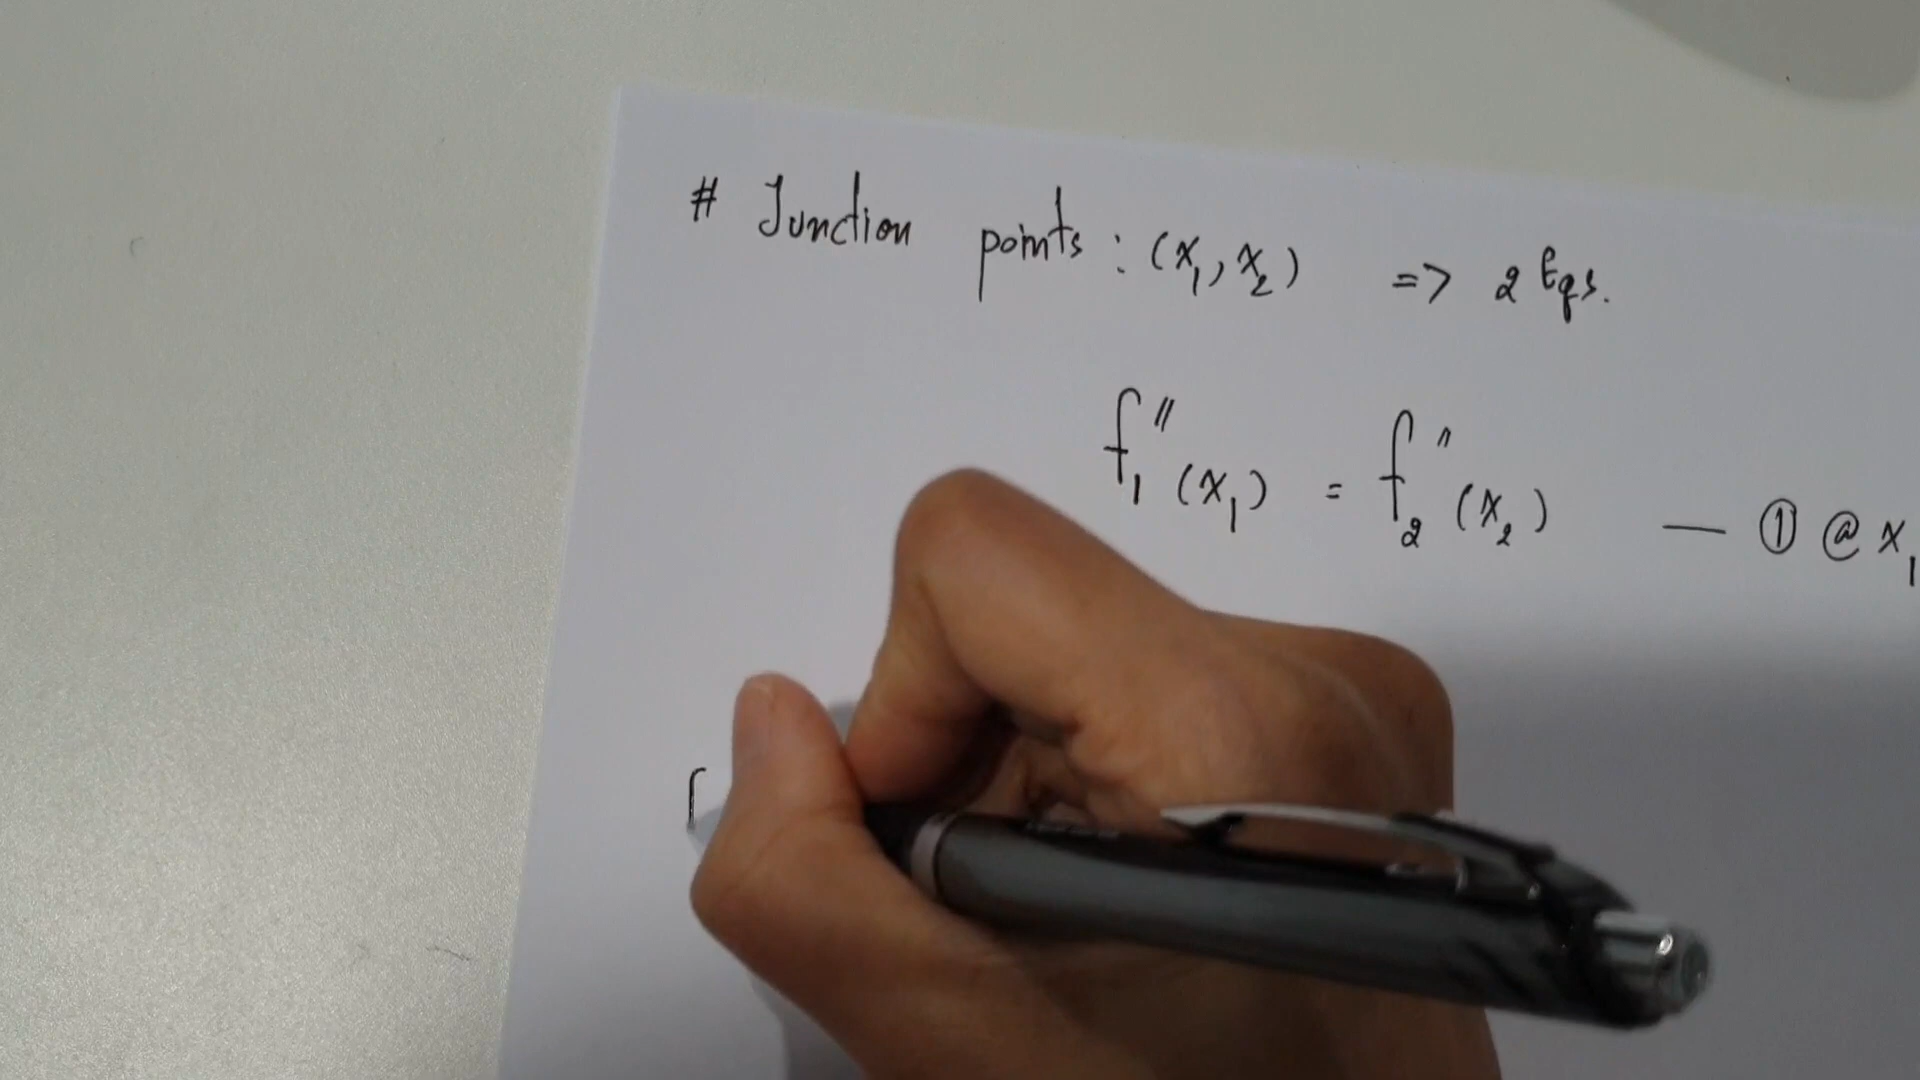 # Junction points : (x₁, x₂) => 2 Eqs.
f₁″(x₁) = f₂″(x₂) — ① @ x₁
[